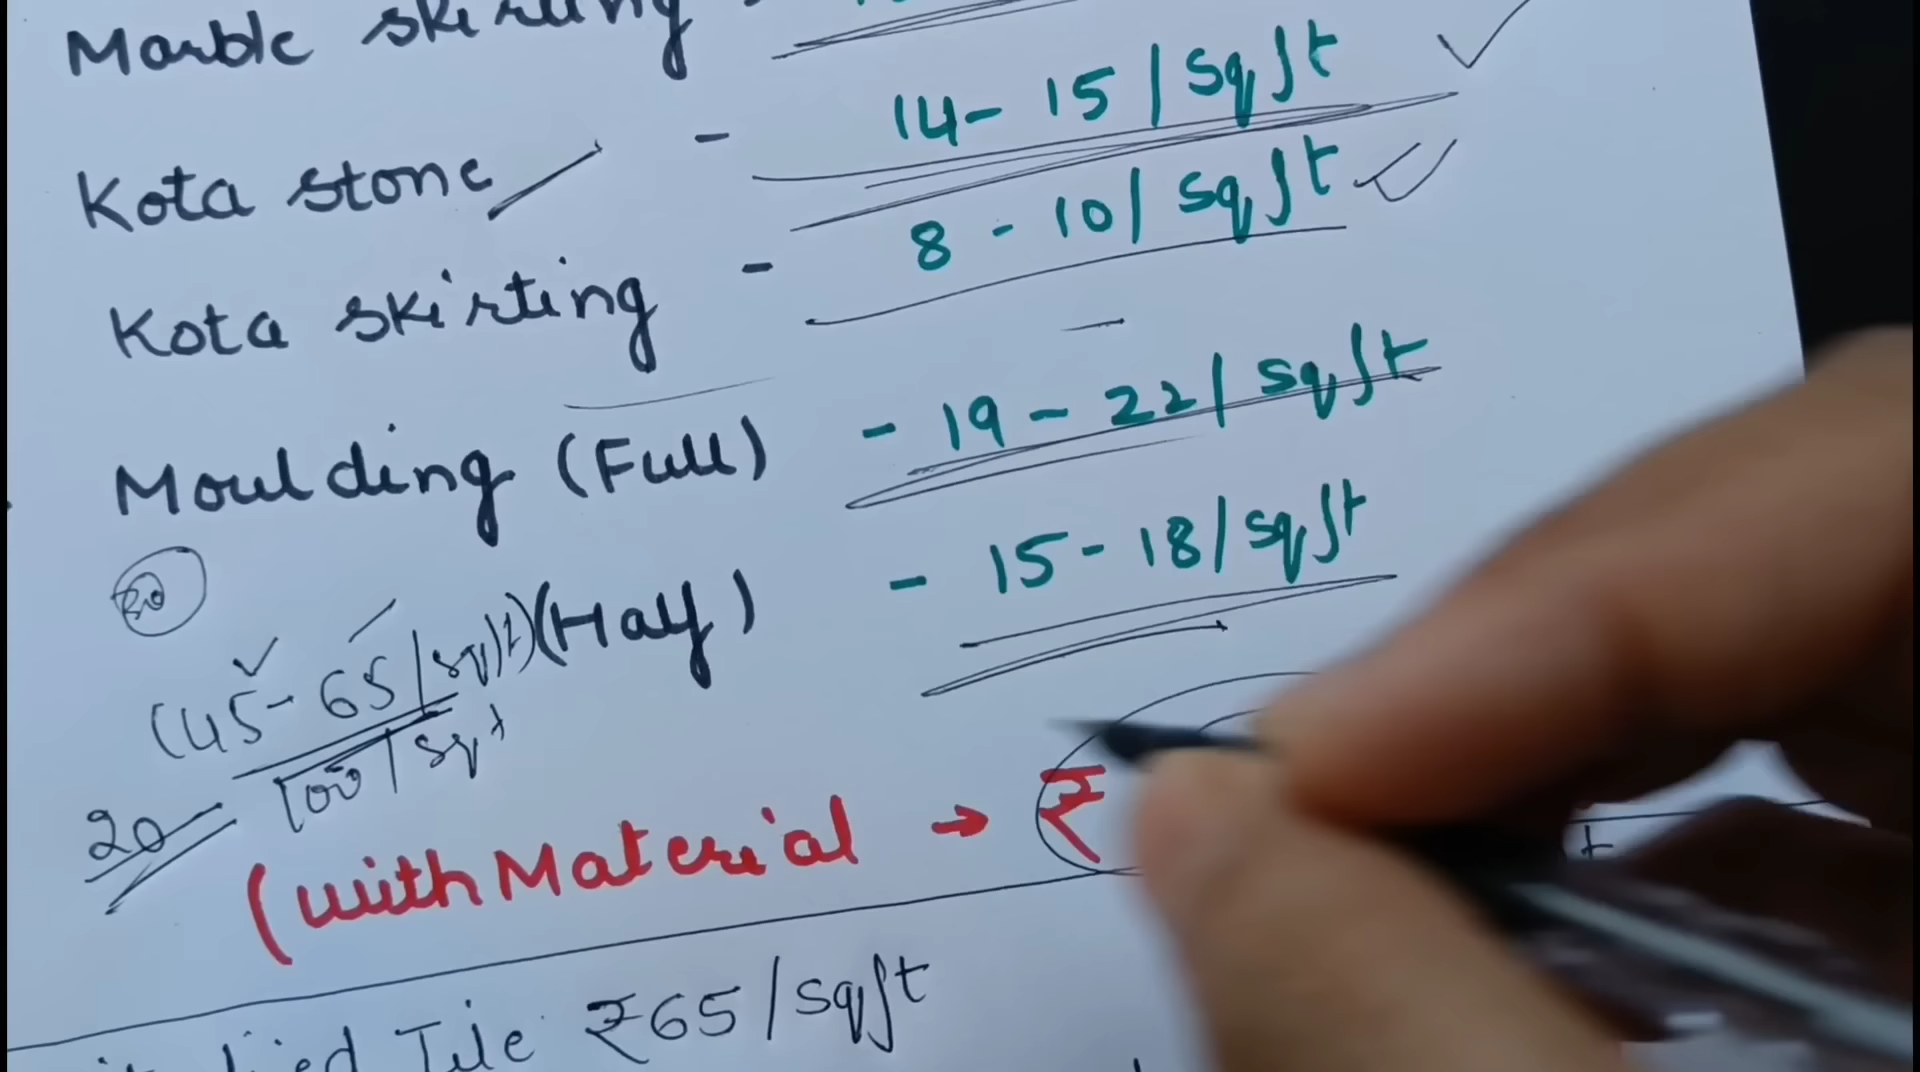 Marble skirting -
Kota stone - 14 - 15 / sqft
Kota skirting - 8 - 10 / sqft
Moulding (Full) - 19 - 22 / sqft
(Half) - 15 - 18 / sqft
(45 - 65 / sqft)
100 / sqft
20
(with Material → ₹
Tile ₹65 / sqft